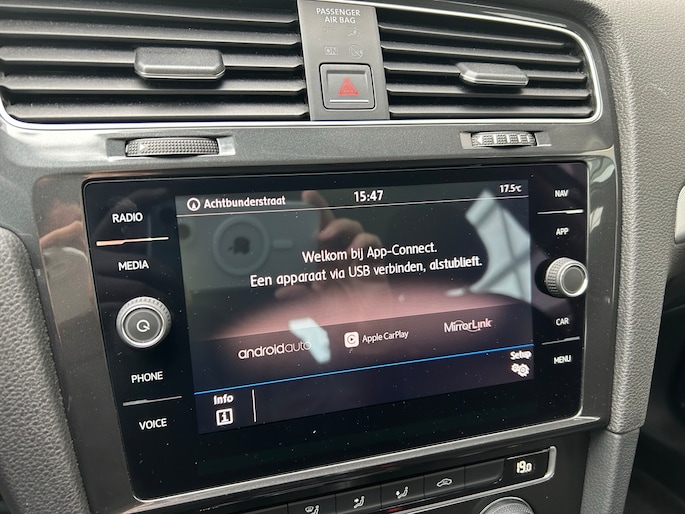 PASSENGER
AIR BAG
ON
Achtbunderstraat
15:47
17.5°C
RADIO
MEDIA
PHONE
VOICE
NAV
APP
CAR
MENU
Welkom bij App-Connect.
Een apparaat via USB verbinden, alstublieft.
androidauto
Apple CarPlay
MirrorLink
Setup
Info
19.0